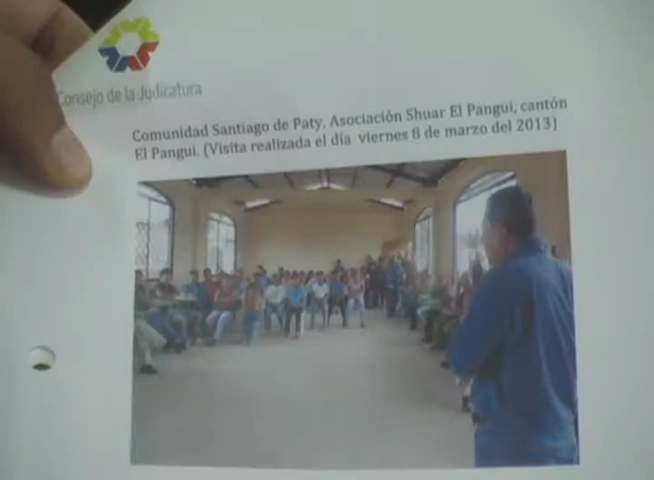 Consejo de la Judicatura
Comunidad Santiago de Paty, Asociación Shuar El Pangui, cantón
El Pangui. (Visita realizada el día viernes 8 de marzo del 2013)